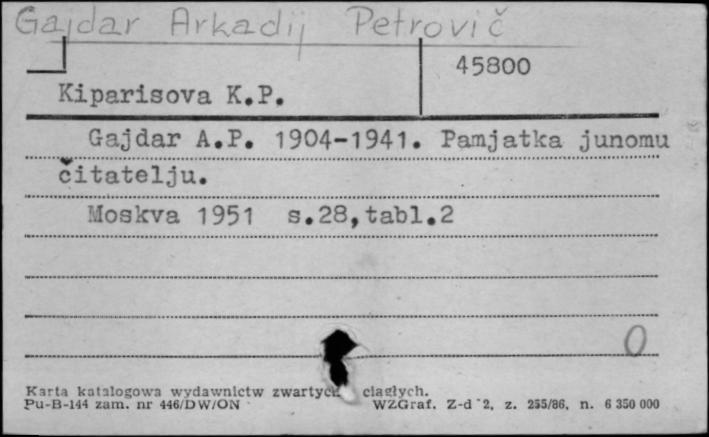 Gajdar Arkadij Petrovič
45800
Kiparisova K.P.
Gajdar A.P. 1904-1941. Pamjatka junomu
čitatelju.
Moskva 1951 s.28,tabl.2
0
Karta katalogowa wydawnictw zwartych ciągłych.
Pu-B-144 zam. nr 446/DW/ON WZGraf. Z-d 2, z. 255/86, n. 6 350 000